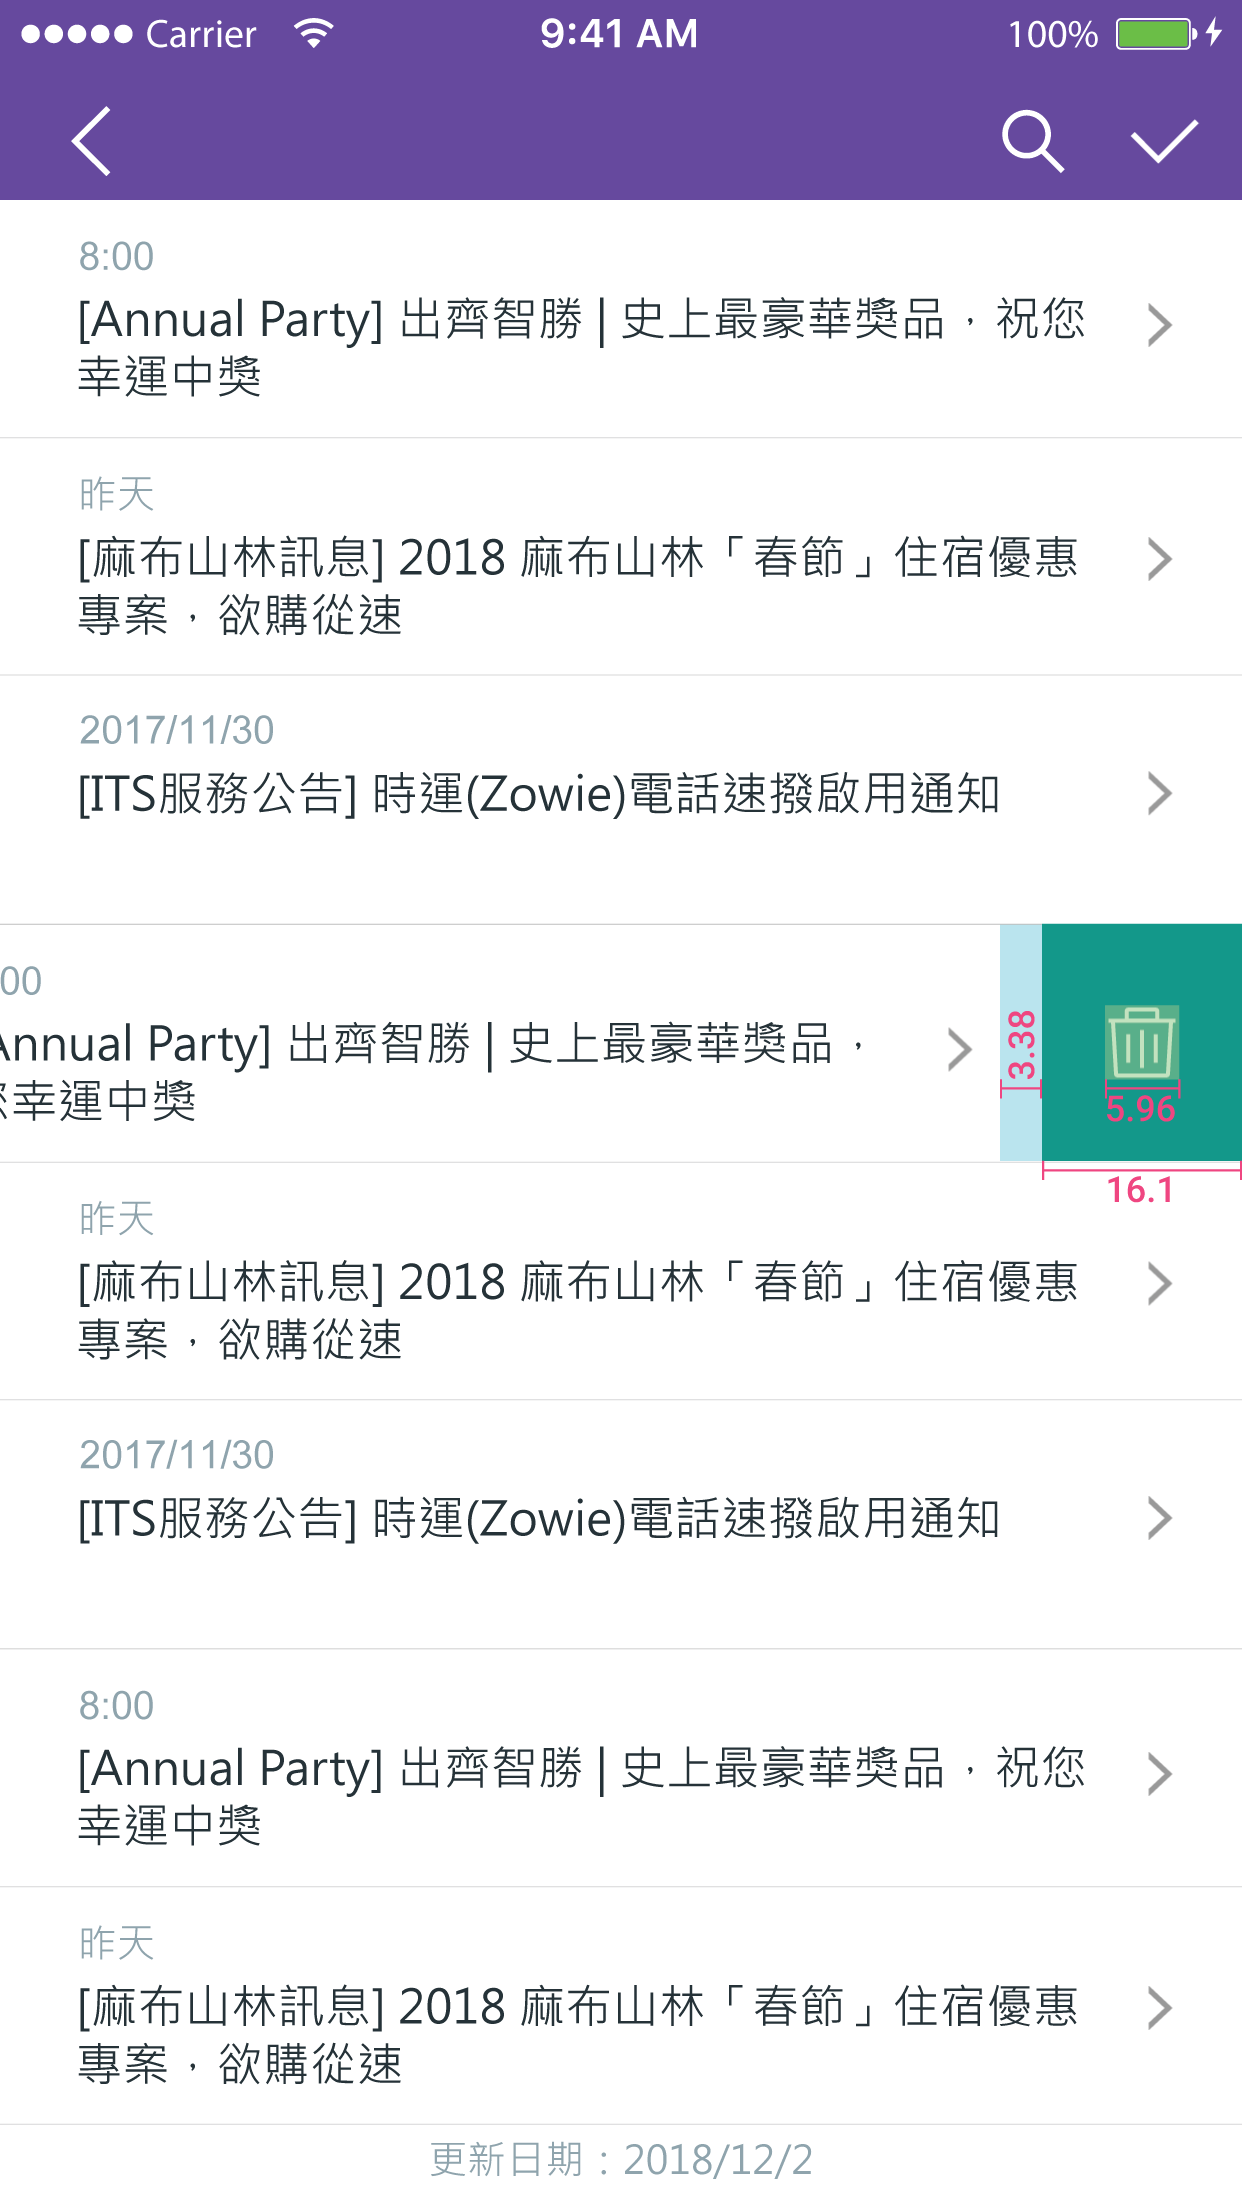 Carrier 9:41 AM 100%
8:00
[Annual Party] 出齊智勝 | 史上最豪華獎品，祝您
幸運中獎
昨天
[麻布山林訊息] 2018 麻布山林「春節」住宿優惠
專案，欲購從速
2017/11/30
[ITS服務公告] 時運(Zowie)電話速撥啟用通知
00
Annual Party] 出齊智勝 | 史上最豪華獎品，
您幸運中獎
3.38
5.96
16.1
昨天
[麻布山林訊息] 2018 麻布山林「春節」住宿優惠
專案，欲購從速
2017/11/30
[ITS服務公告] 時運(Zowie)電話速撥啟用通知
8:00
[Annual Party] 出齊智勝 | 史上最豪華獎品，祝您
幸運中獎
昨天
[麻布山林訊息] 2018 麻布山林「春節」住宿優惠
專案，欲購從速
更新日期：2018/12/2